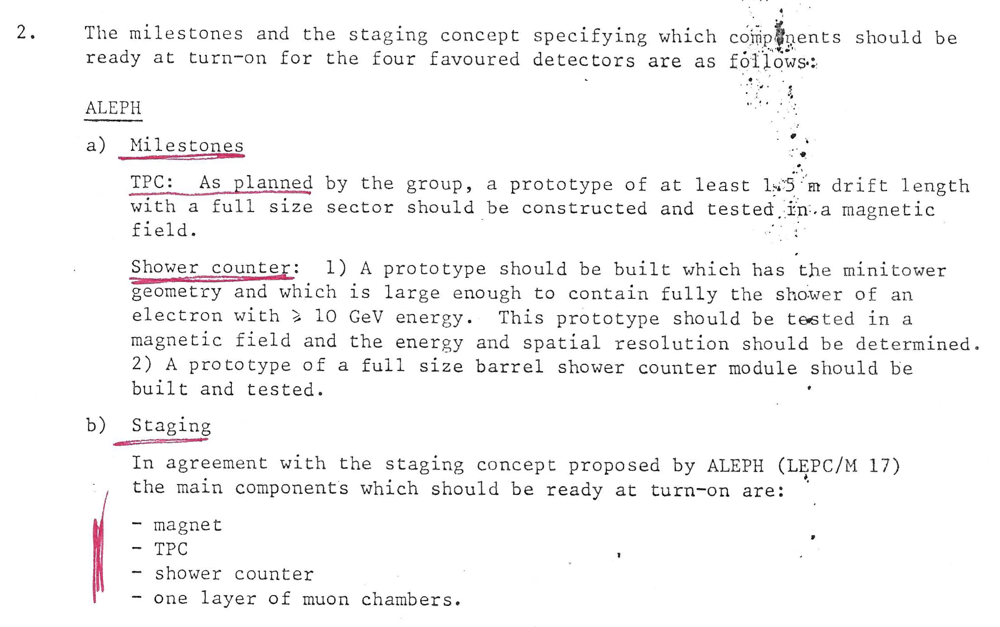 2. The milestones and the staging concept specifying which components should be
ready at turn-on for the four favoured detectors are as follows:
ALEPH
a) Milestones
TPC: As planned by the group, a prototype of at least 1.5 m drift length
with a full size sector should be constructed and tested in a magnetic
field.
Shower counter: 1) A prototype should be built which has the minitower
geometry and which is large enough to contain fully the shower of an
electron with ⩾ 10 GeV energy. This prototype should be tested in a
magnetic field and the energy and spatial resolution should be determined.
2) A prototype of a full size barrel shower counter module should be
built and tested.
b) Staging
In agreement with the staging concept proposed by ALEPH (LEPC/M 17)
the main components which should be ready at turn-on are:
- magnet
- TPC
- shower counter
- one layer of muon chambers.